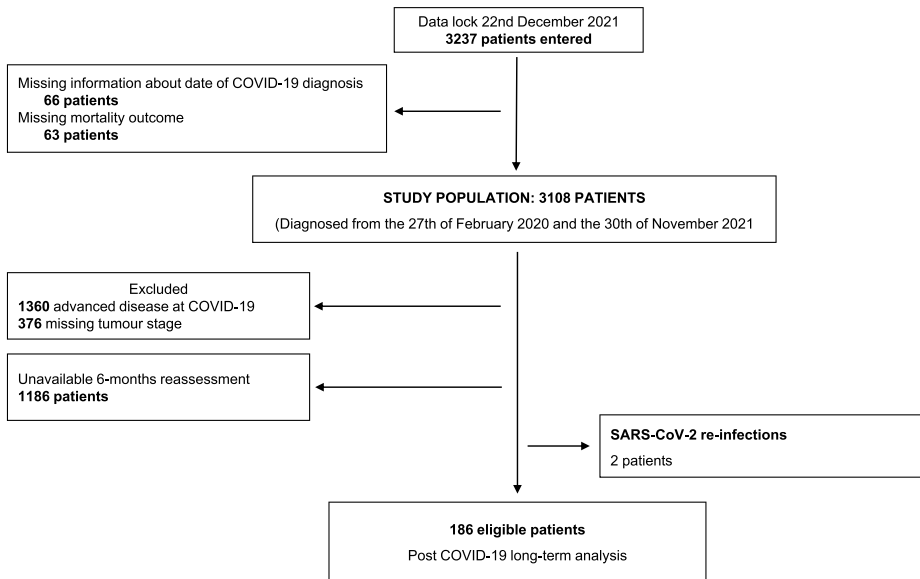 Data lock 22nd December 2021
3237 patients entered
Missing information about date of COVID-19 diagnosis
66 patients
Missing mortality outcome
63 patients
STUDY POPULATION: 3108 PATIENTS
(Diagnosed from the 27th of February 2020 and the 30th of November 2021
Excluded
1360 advanced disease at COVID-19
376 missing tumour stage
Unavailable 6-months reassessment
1186 patients
SARS-CoV-2 re-infections
2 patients
186 eligible patients
Post COVID-19 long-term analysis